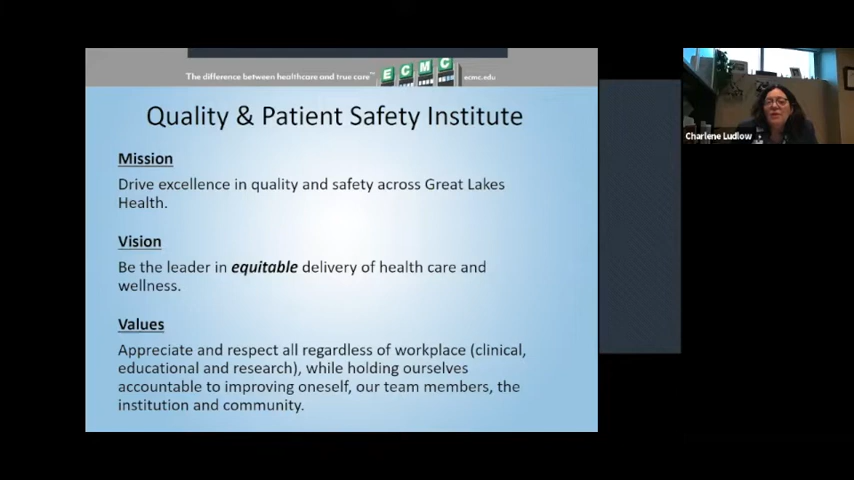 The difference between healthcare and true care™
ECMC
ecmc.edu
Quality & Patient Safety Institute
Mission
Drive excellence in quality and safety across Great Lakes
Health.
Vision
Be the leader in equitable delivery of health care and
wellness.
Values
Appreciate and respect all regardless of workplace (clinical,
educational and research), while holding ourselves
accountable to improving oneself, our team members, the
institution and community.
Charlene Ludlow